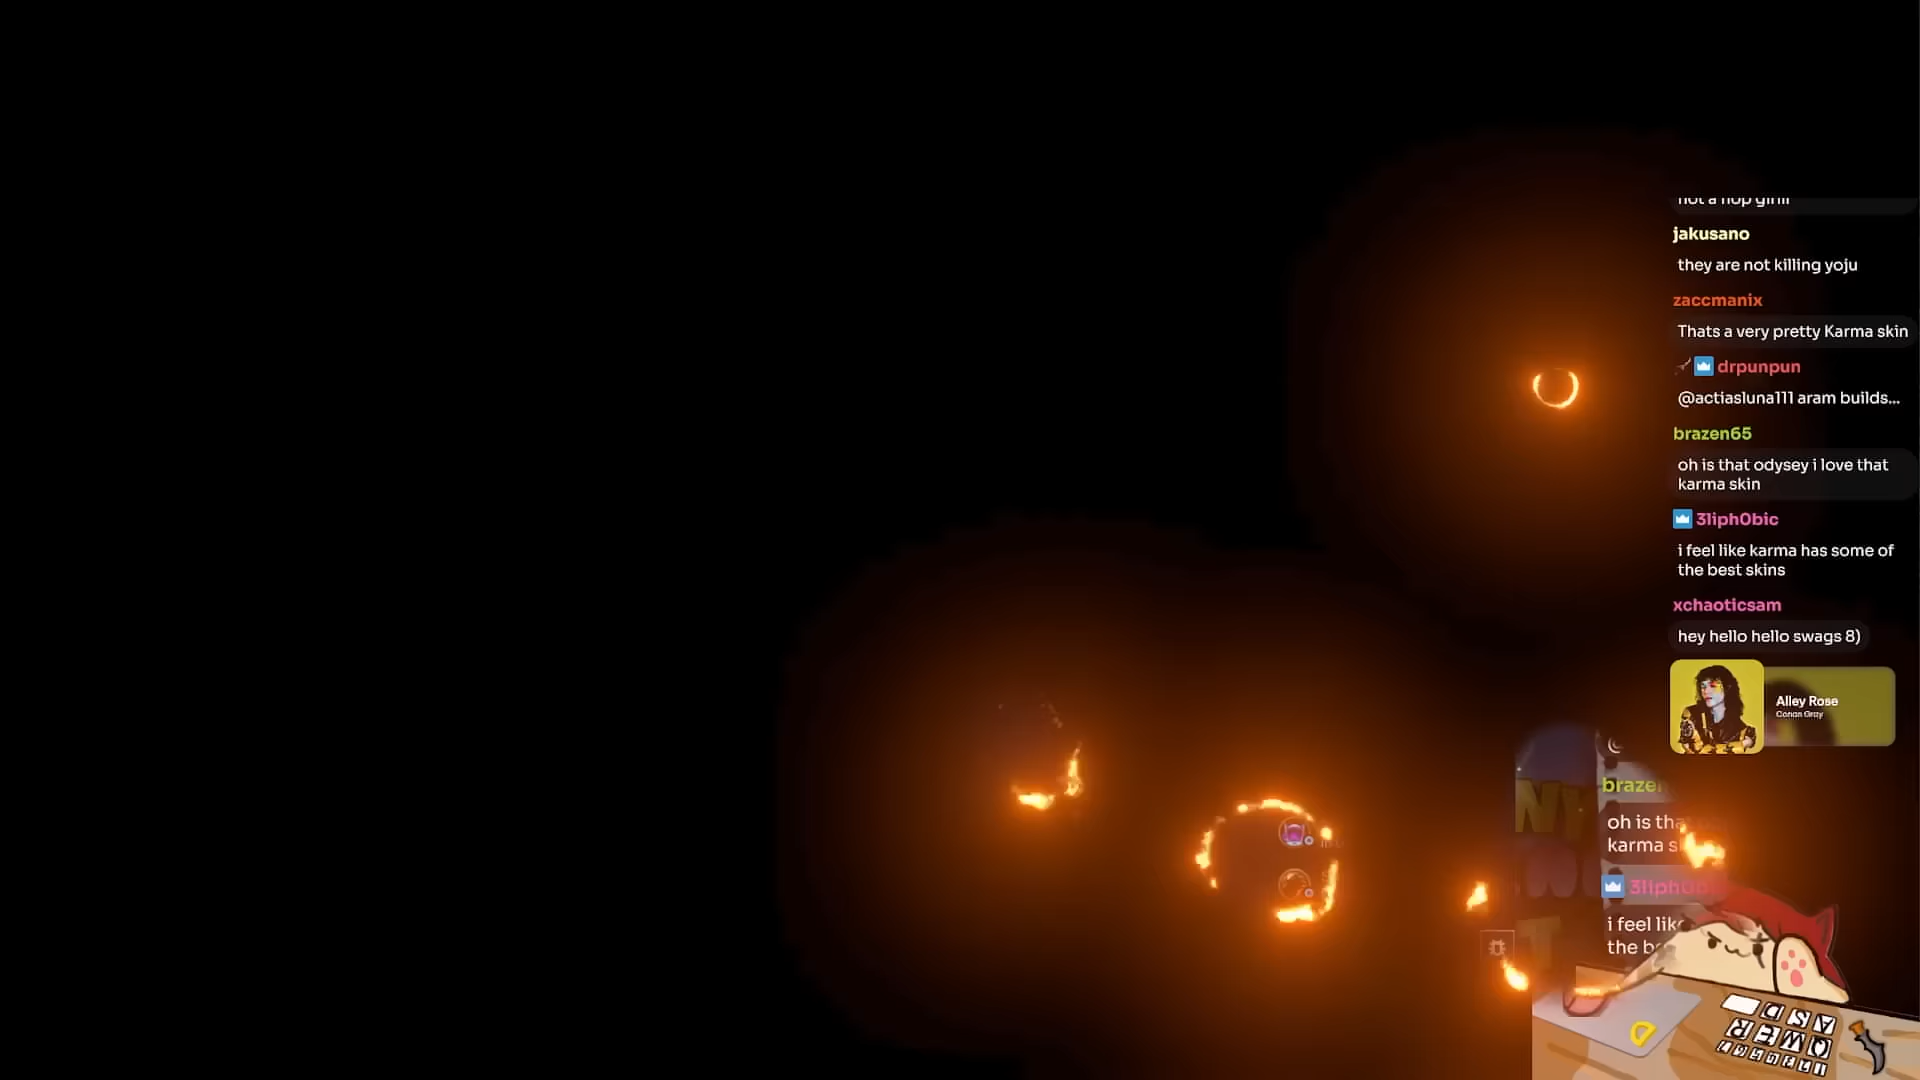 jakusano
they are not killing yoju
zaccmanix
Thats a very pretty Karma skin
drpunpun
@actiasluna111 aram builds...
brazen65
oh is that odysey i love that
karma skin
3liph0bic
i feel like karma has some of
the best skins
xchaoticsam
hey hello hello swags 8)
Alley Rose
Conan Gray
oh is
karma
3liph0
i feel
the